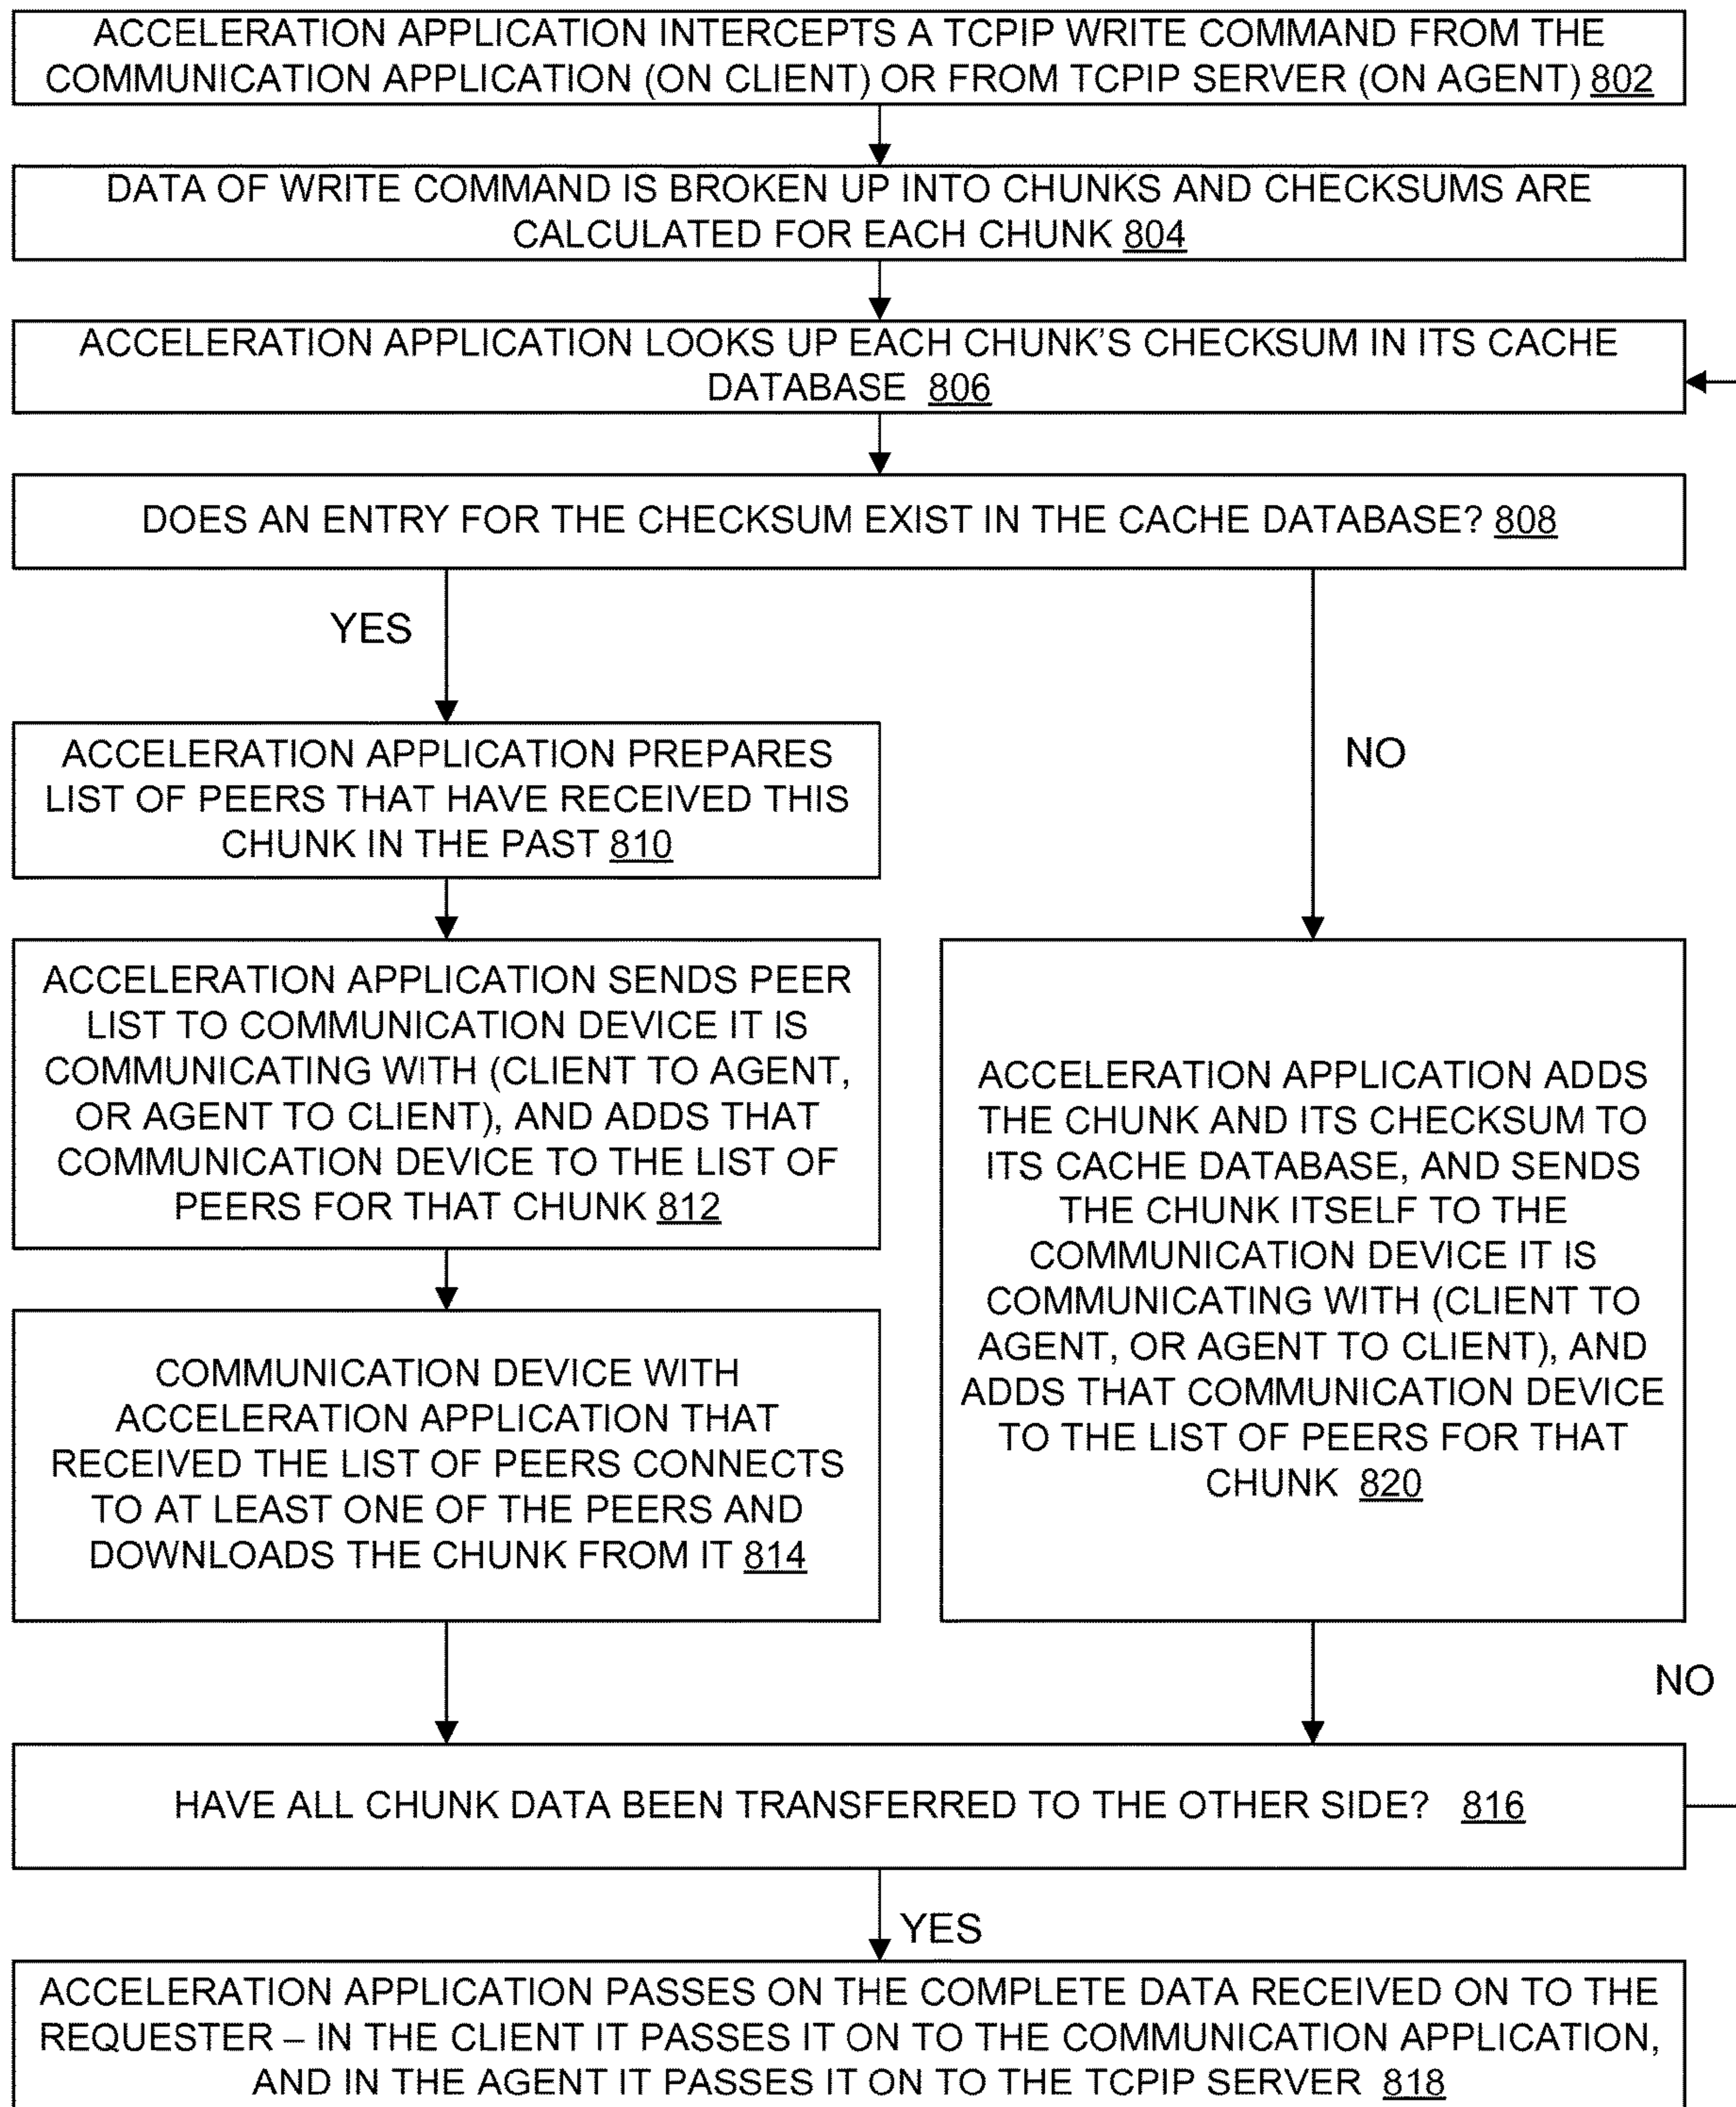 ACCELERATION APPLICATION INTERCEPTS A TCPIP WRITE COMMAND FROM THE
COMMUNICATION APPLICATION (ON CLIENT) OR FROM TCPIP SERVER (ON AGENT) 802
DATA OF WRITE COMMAND IS BROKEN UP INTO CHUNKS AND CHECKSUMS ARE
CALCULATED FOR EACH CHUNK 804
ACCELERATION APPLICATION LOOKS UP EACH CHUNK'S CHECKSUM IN ITS CACHE
DATABASE 806
DOES AN ENTRY FOR THE CHECKSUM EXIST IN THE CACHE DATABASE? 808
YES
NO
ACCELERATION APPLICATION PREPARES
LIST OF PEERS THAT HAVE RECEIVED THIS
CHUNK IN THE PAST 810
ACCELERATION APPLICATION SENDS PEER
LIST TO COMMUNICATION DEVICE IT IS
COMMUNICATING WITH (CLIENT TO AGENT,
OR AGENT TO CLIENT), AND ADDS THAT
COMMUNICATION DEVICE TO THE LIST OF
PEERS FOR THAT CHUNK 812
COMMUNICATION DEVICE WITH
ACCELERATION APPLICATION THAT
RECEIVED THE LIST OF PEERS CONNECTS
TO AT LEAST ONE OF THE PEERS AND
DOWNLOADS THE CHUNK FROM IT 814
ACCELERATION APPLICATION ADDS
THE CHUNK AND ITS CHECKSUM TO
ITS CACHE DATABASE, AND SENDS
THE CHUNK ITSELF TO THE
COMMUNICATION DEVICE IT IS
COMMUNICATING WITH (CLIENT TO
AGENT, OR AGENT TO CLIENT), AND
ADDS THAT COMMUNICATION DEVICE
TO THE LIST OF PEERS FOR THAT
CHUNK 820
NO
HAVE ALL CHUNK DATA BEEN TRANSFERRED TO THE OTHER SIDE? 816
YES
ACCELERATION APPLICATION PASSES ON THE COMPLETE DATA RECEIVED ON TO THE
REQUESTER – IN THE CLIENT IT PASSES IT ON TO THE COMMUNICATION APPLICATION,
AND IN THE AGENT IT PASSES IT ON TO THE TCPIP SERVER 818